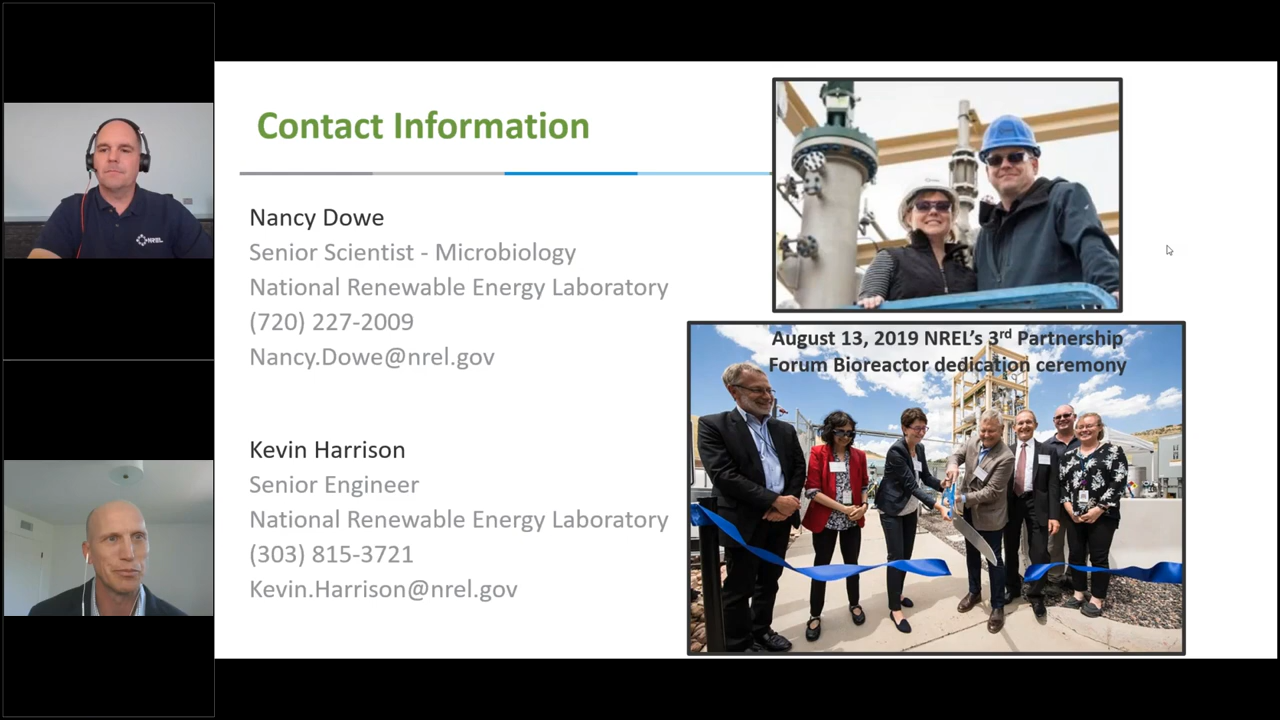 Contact Information
Nancy Dowe
Senior Scientist - Microbiology
National Renewable Energy Laboratory
(720) 227-2009
Nancy.Dowe@nrel.gov
Kevin Harrison
Senior Engineer
National Renewable Energy Laboratory
(303) 815-3721
Kevin.Harrison@nrel.gov
August 13, 2019 NREL’s 3rd Partnership
Forum Bioreactor dedication ceremony
NREL